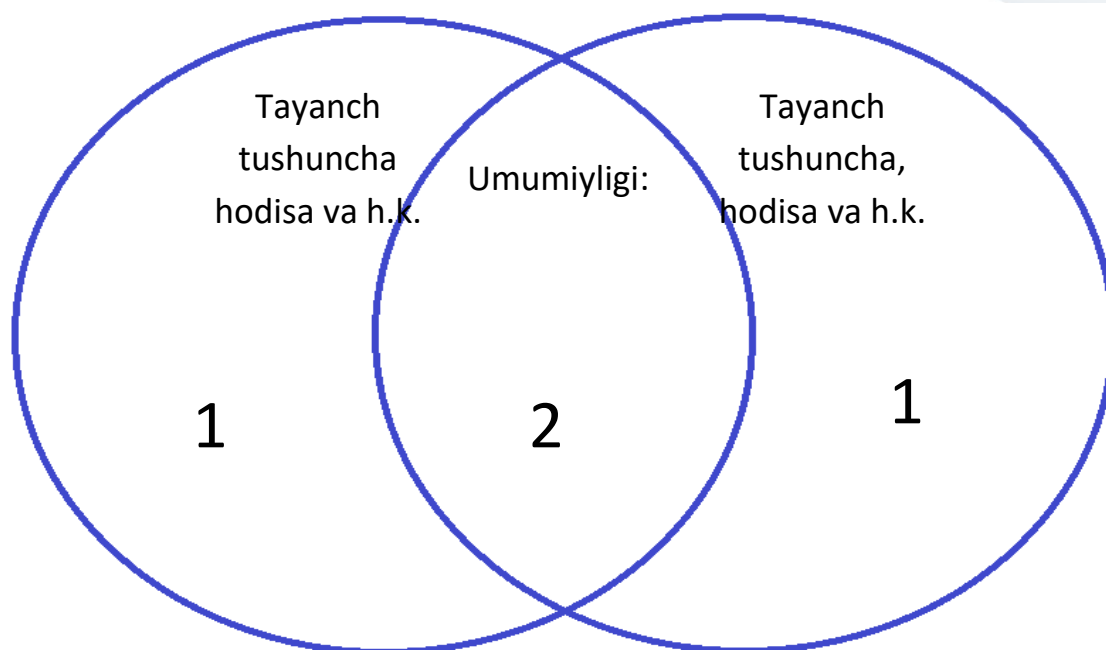 Tayanch
tushuncha
hodisa va h.k.
Umumiyligi:
Tayanch
tushuncha,
hodisa va h.k.
1
2
1